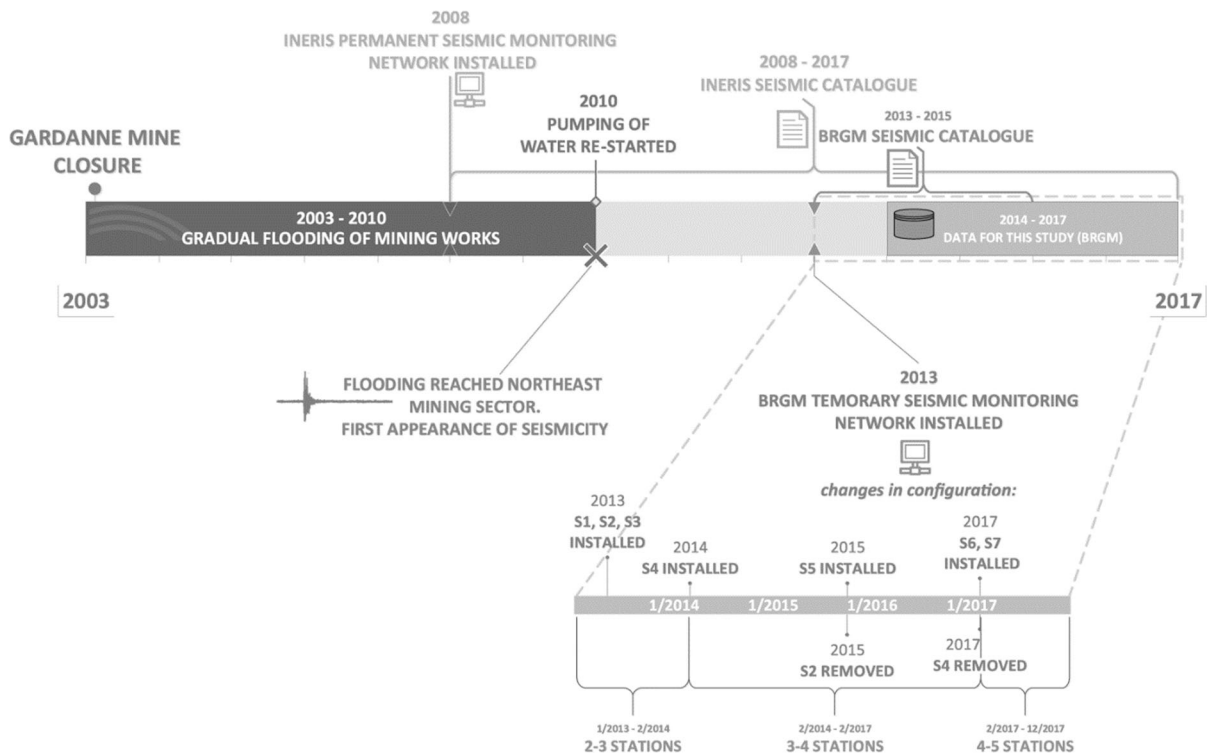 2008
INERIS PERMANENT SEISMIC MONITORING
NETWORK INSTALLED
2008 - 2017
INERIS SEISMIC CATALOGUE
2010
PUMPING OF
WATER RE-STARTED
2013 - 2015
BRGM SEISMIC CATALOGUE
GARDANNE MINE
CLOSURE
2003 - 2010
GRADUAL FLOODING OF MINING WORKS
2014 - 2017
DATA FOR THIS STUDY (BRGM)
2003
2017
FLOODING REACHED NORTHEAST
MINING SECTOR.
FIRST APPEARANCE OF SEISMICITY
2013
BRGM TEMORARY SEISMIC MONITORING
NETWORK INSTALLED
changes in configuration:
2013
S1, S2, S3
INSTALLED
2014
S4 INSTALLED
2015
S5 INSTALLED
2017
S6, S7
INSTALLED
1/2014
1/2015
1/2016
1/2017
2015
S2 REMOVED
2017
S4 REMOVED
1/2013 - 2/2014
2-3 STATIONS
2/2014 - 2/2017
3-4 STATIONS
2/2017 - 12/2017
4-5 STATIONS